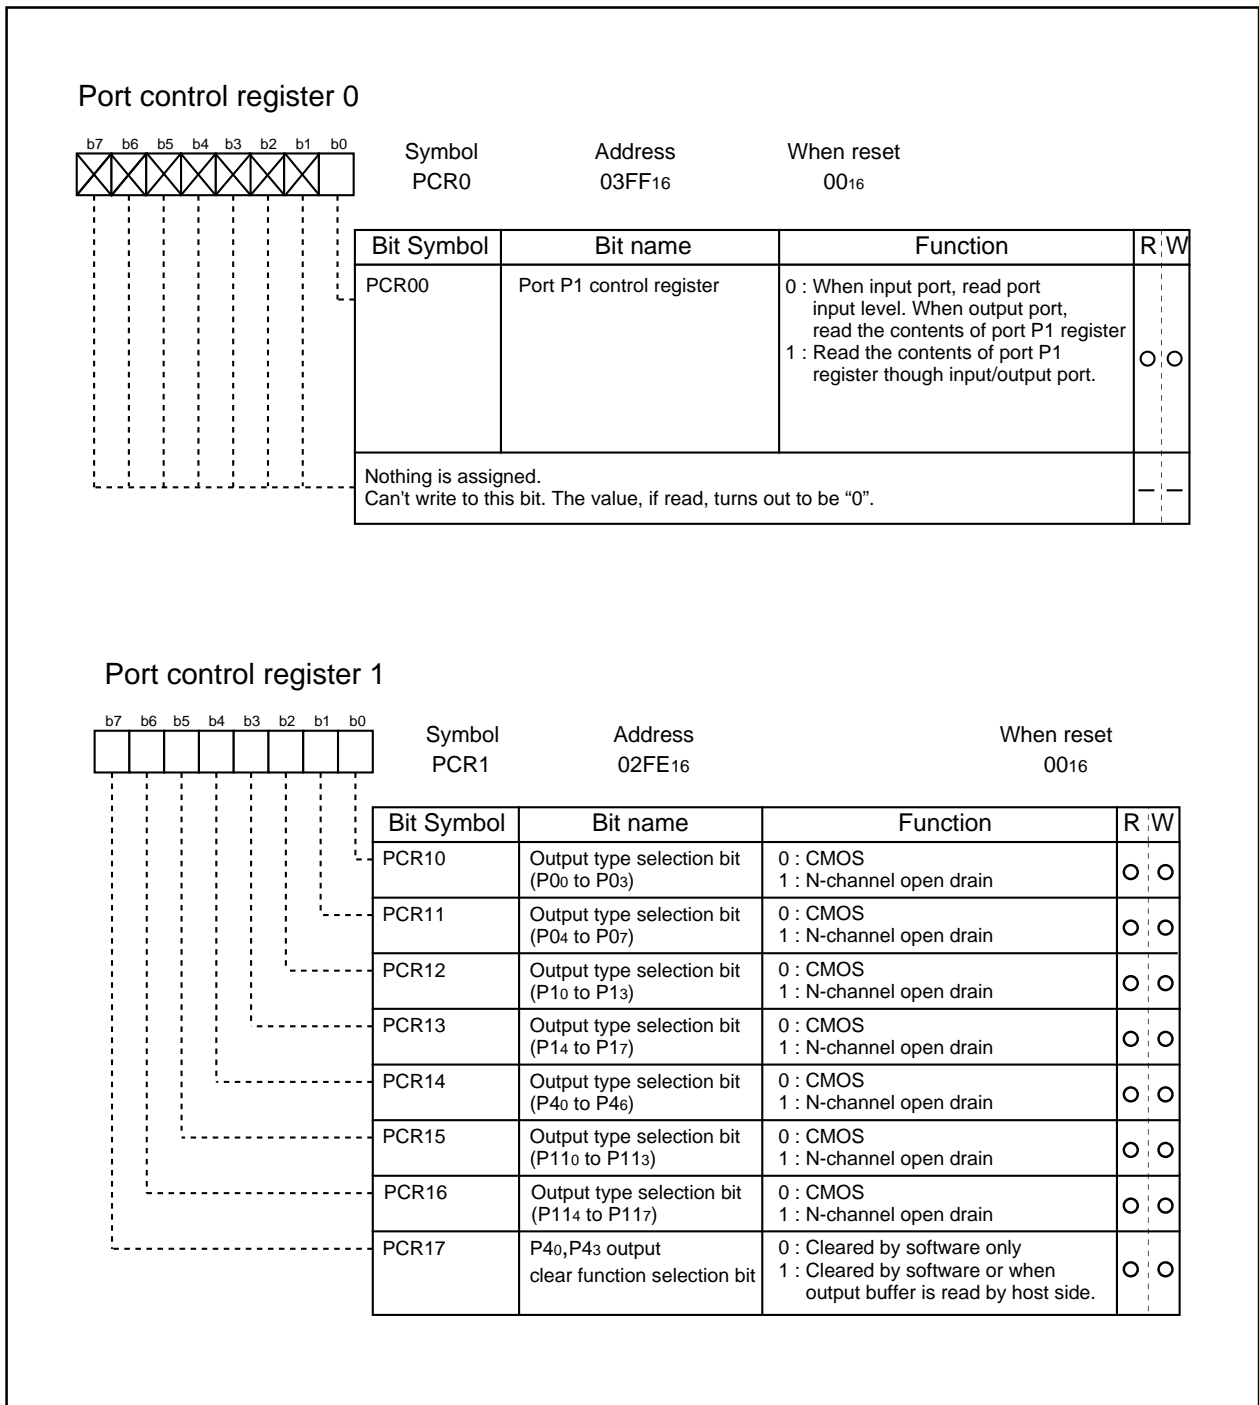 Port control register 0
b7 b6 b5 b4 b3 b2 b1 b0
Symbol Address When reset
PCR0 03FF16 0016
Bit Symbol Bit name Function R W
PCR00 Port P1 control register 0 : When input port, read port
input level. When output port,
read the contents of port P1 register
1 : Read the contents of port P1
register though input/output port.
Nothing is assigned.
Can't write to this bit. The value, if read, turns out to be “0”.
Port control register 1
b7 b6 b5 b4 b3 b2 b1 b0
Symbol Address When reset
PCR1 02FE16 0016
Bit Symbol Bit name Function R W
PCR10 Output type selection bit 0 : CMOS
(P00 to P03) 1 : N-channel open drain
PCR11 Output type selection bit 0 : CMOS
(P04 to P07) 1 : N-channel open drain
PCR12 Output type selection bit 0 : CMOS
(P10 to P13) 1 : N-channel open drain
PCR13 Output type selection bit 0 : CMOS
(P14 to P17) 1 : N-channel open drain
PCR14 Output type selection bit 0 : CMOS
(P40 to P46) 1 : N-channel open drain
PCR15 Output type selection bit 0 : CMOS
(P110 to P113) 1 : N-channel open drain
PCR16 Output type selection bit 0 : CMOS
(P114 to P117) 1 : N-channel open drain
PCR17 P40,P43 output 0 : Cleared by software only
clear function selection bit 1 : Cleared by software or when
output buffer is read by host side.